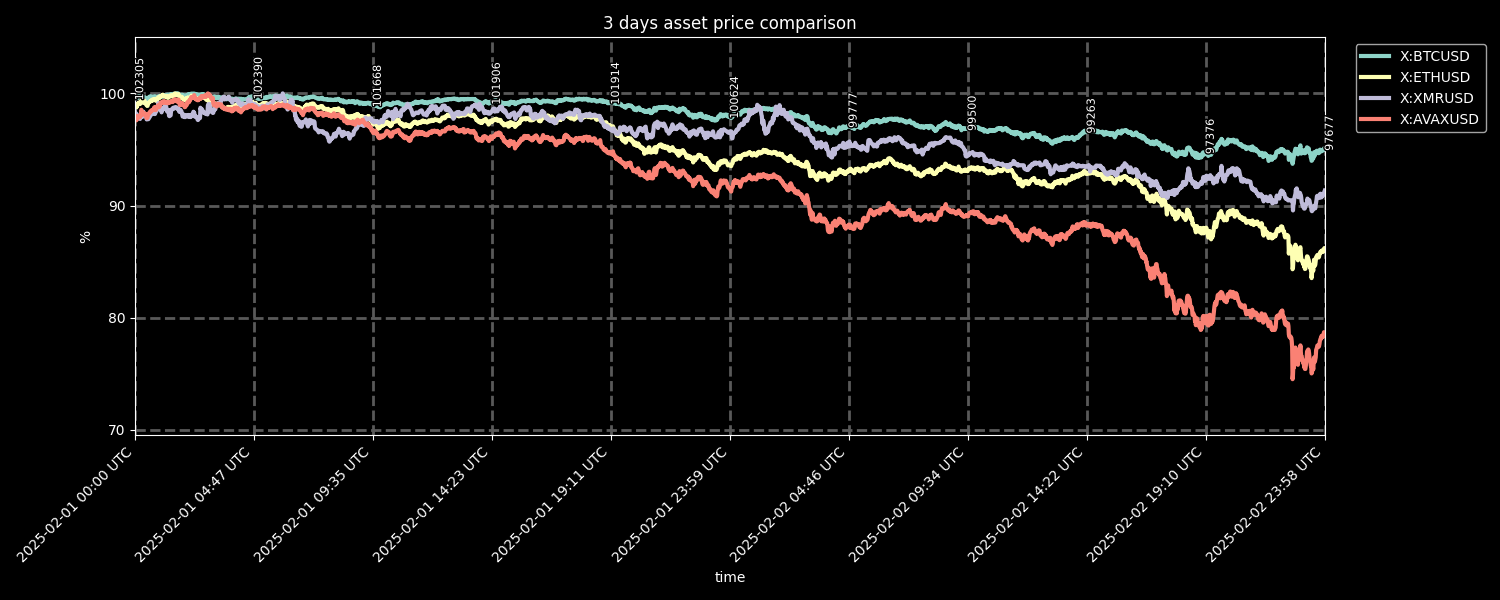 3 days asset price comparison
X:BTCUSD
X:ETHUSD
X:XMRUSD
X:AVAXUSD
102305
102390
101668
101906
101914
100624
99777
99500
99263
97376
97677
100
90
80
70
%
2025-02-01 00:00 UTC
2025-02-01 04:47 UTC
2025-02-01 09:35 UTC
2025-02-01 14:23 UTC
2025-02-01 19:11 UTC
2025-02-01 23:59 UTC
2025-02-02 04:46 UTC
2025-02-02 09:34 UTC
2025-02-02 14:22 UTC
2025-02-02 19:10 UTC
2025-02-02 23:58 UTC
time